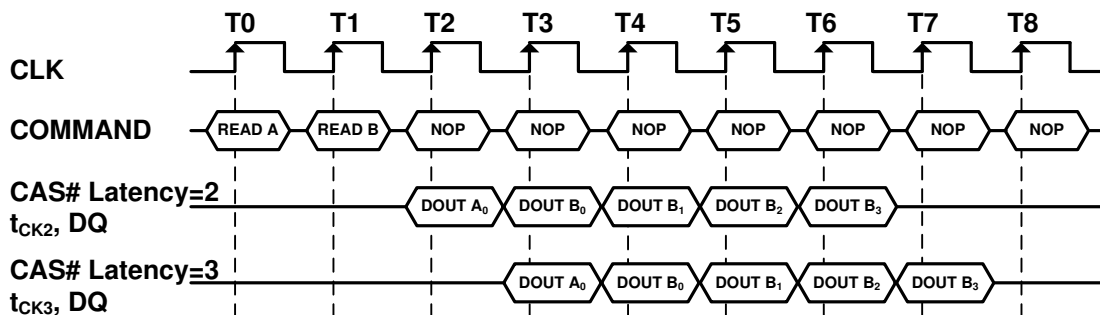 T0 T1 T2 T3 T4 T5 T6 T7 T8
CLK
COMMAND READ A READ B NOP NOP NOP NOP NOP NOP NOP
CAS# Latency=2
tCK2, DQ DOUT A0 DOUT B0 DOUT B1 DOUT B2 DOUT B3
CAS# Latency=3
tCK3, DQ DOUT A0 DOUT B0 DOUT B1 DOUT B2 DOUT B3